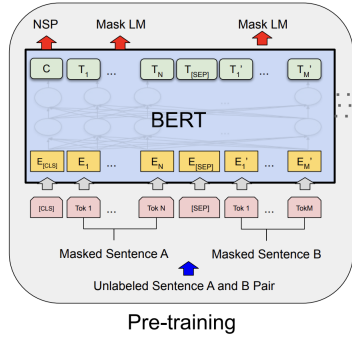 NSP Mask LM Mask LM
C T1 ... TN T[SEP] T1' ... TM'
BERT
E[CLS] E1 ... EN E[SEP] E1' ... EM'
[CLS] Tok 1 ... Tok N [SEP] Tok 1 ... TokM
Masked Sentence A Masked Sentence B
Unlabeled Sentence A and B Pair
Pre-training